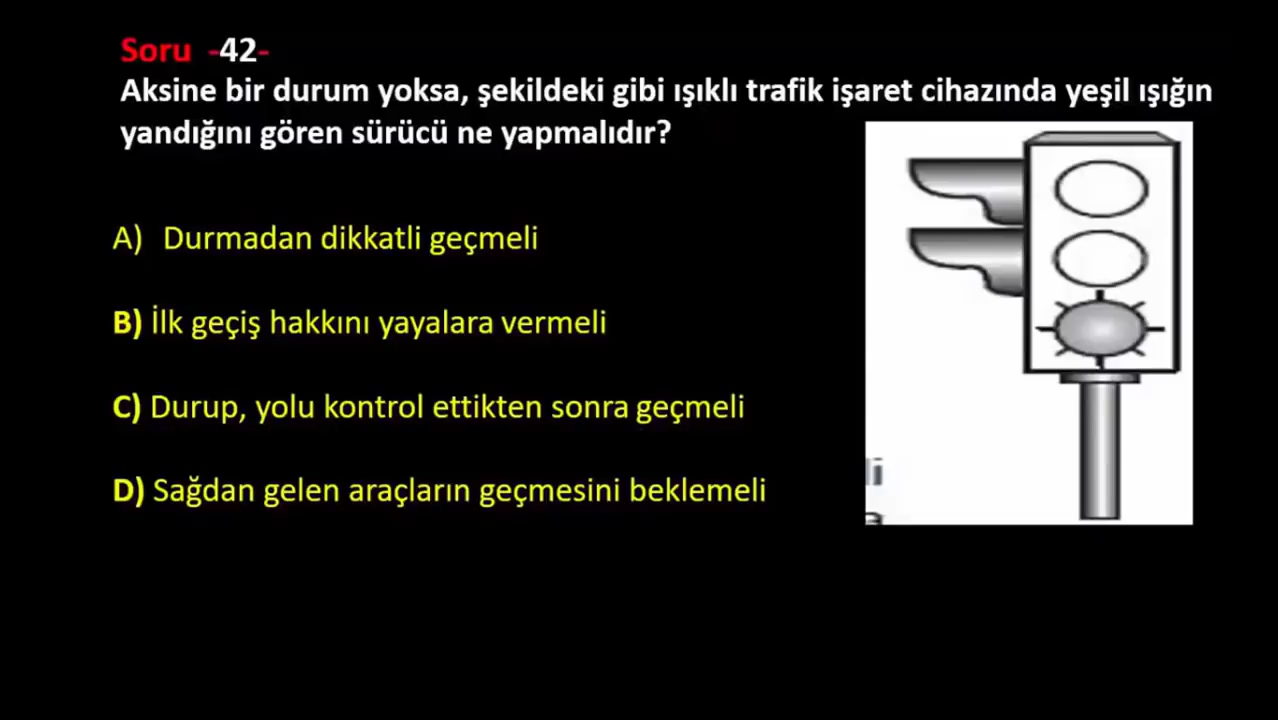 Soru -42-
Aksine bir durum yoksa, şekildeki gibi ışıklı trafik işaret cihazında yeşil ışığın
yandığını gören sürücü ne yapmalıdır?
A) Durmadan dikkatli geçmeli
B) İlk geçiş hakkını yayalara vermeli
C) Durup, yolu kontrol ettikten sonra geçmeli
D) Sağdan gelen araçların geçmesini beklemeli